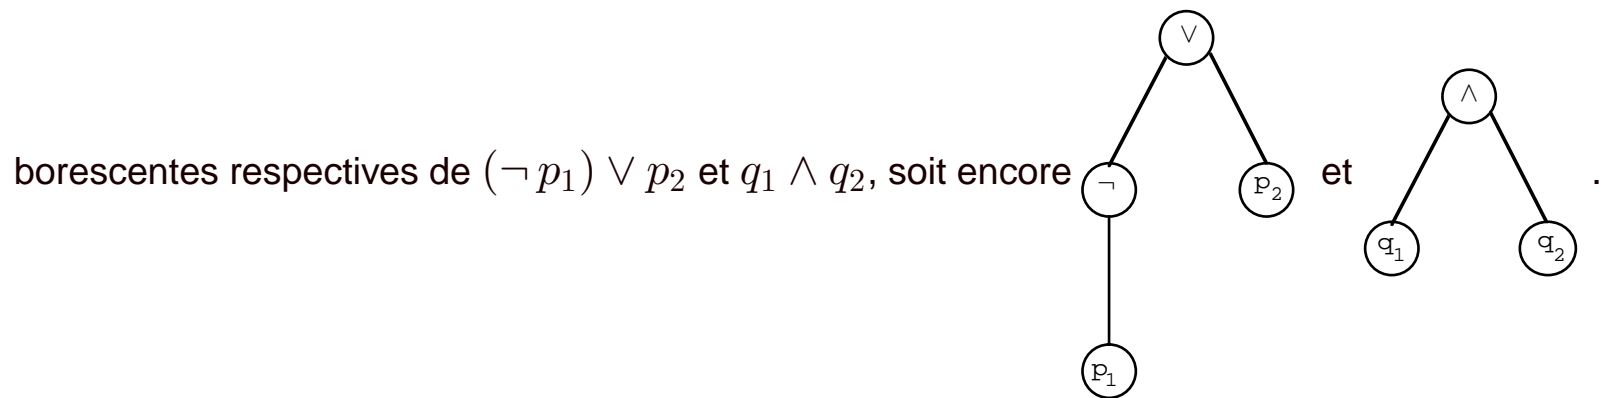 ∨
∧
borescentes respectives de (¬ p₁) ∨ p₂ et q₁ ∧ q₂, soit encore ¬ p₂ et .
q₁ q₂
p₁